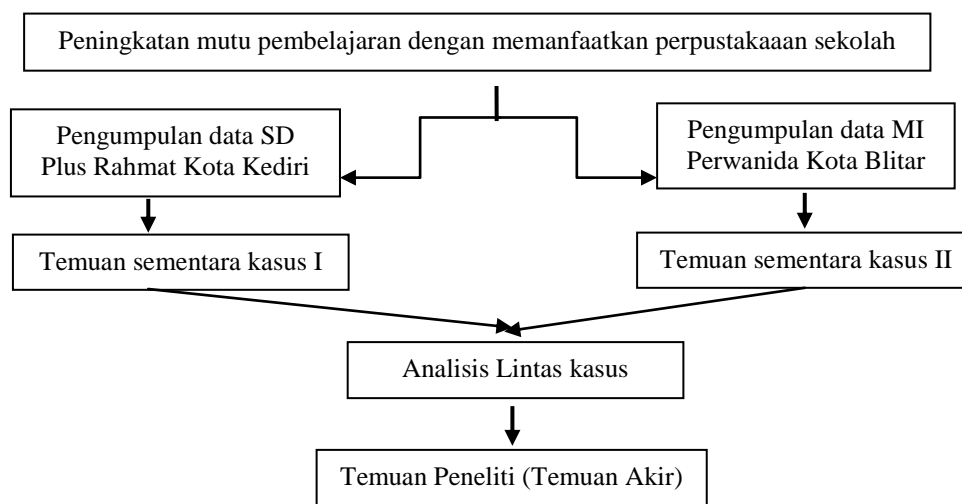 Peningkatan mutu pembelajaran dengan memanfaatkan perpustakaaan sekolah
Pengumpulan data SD
Plus Rahmat Kota Kediri
Pengumpulan data MI
Perwanida Kota Blitar
Temuan sementara kasus I
Temuan sementara kasus II
Analisis Lintas kasus
Temuan Peneliti (Temuan Akir)